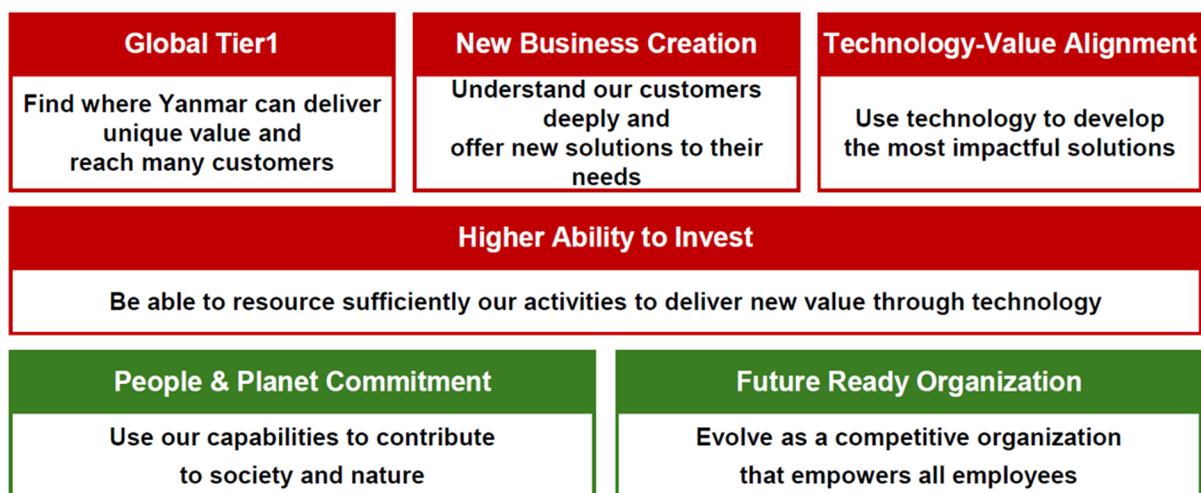 Global Tier1
Find where Yanmar can deliver
unique value and
reach many customers
New Business Creation
Understand our customers
deeply and
offer new solutions to their
needs
Technology-Value Alignment
Use technology to develop
the most impactful solutions
Higher Ability to Invest
Be able to resource sufficiently our activities to deliver new value through technology
People & Planet Commitment
Use our capabilities to contribute
to society and nature
Future Ready Organization
Evolve as a competitive organization
that empowers all employees